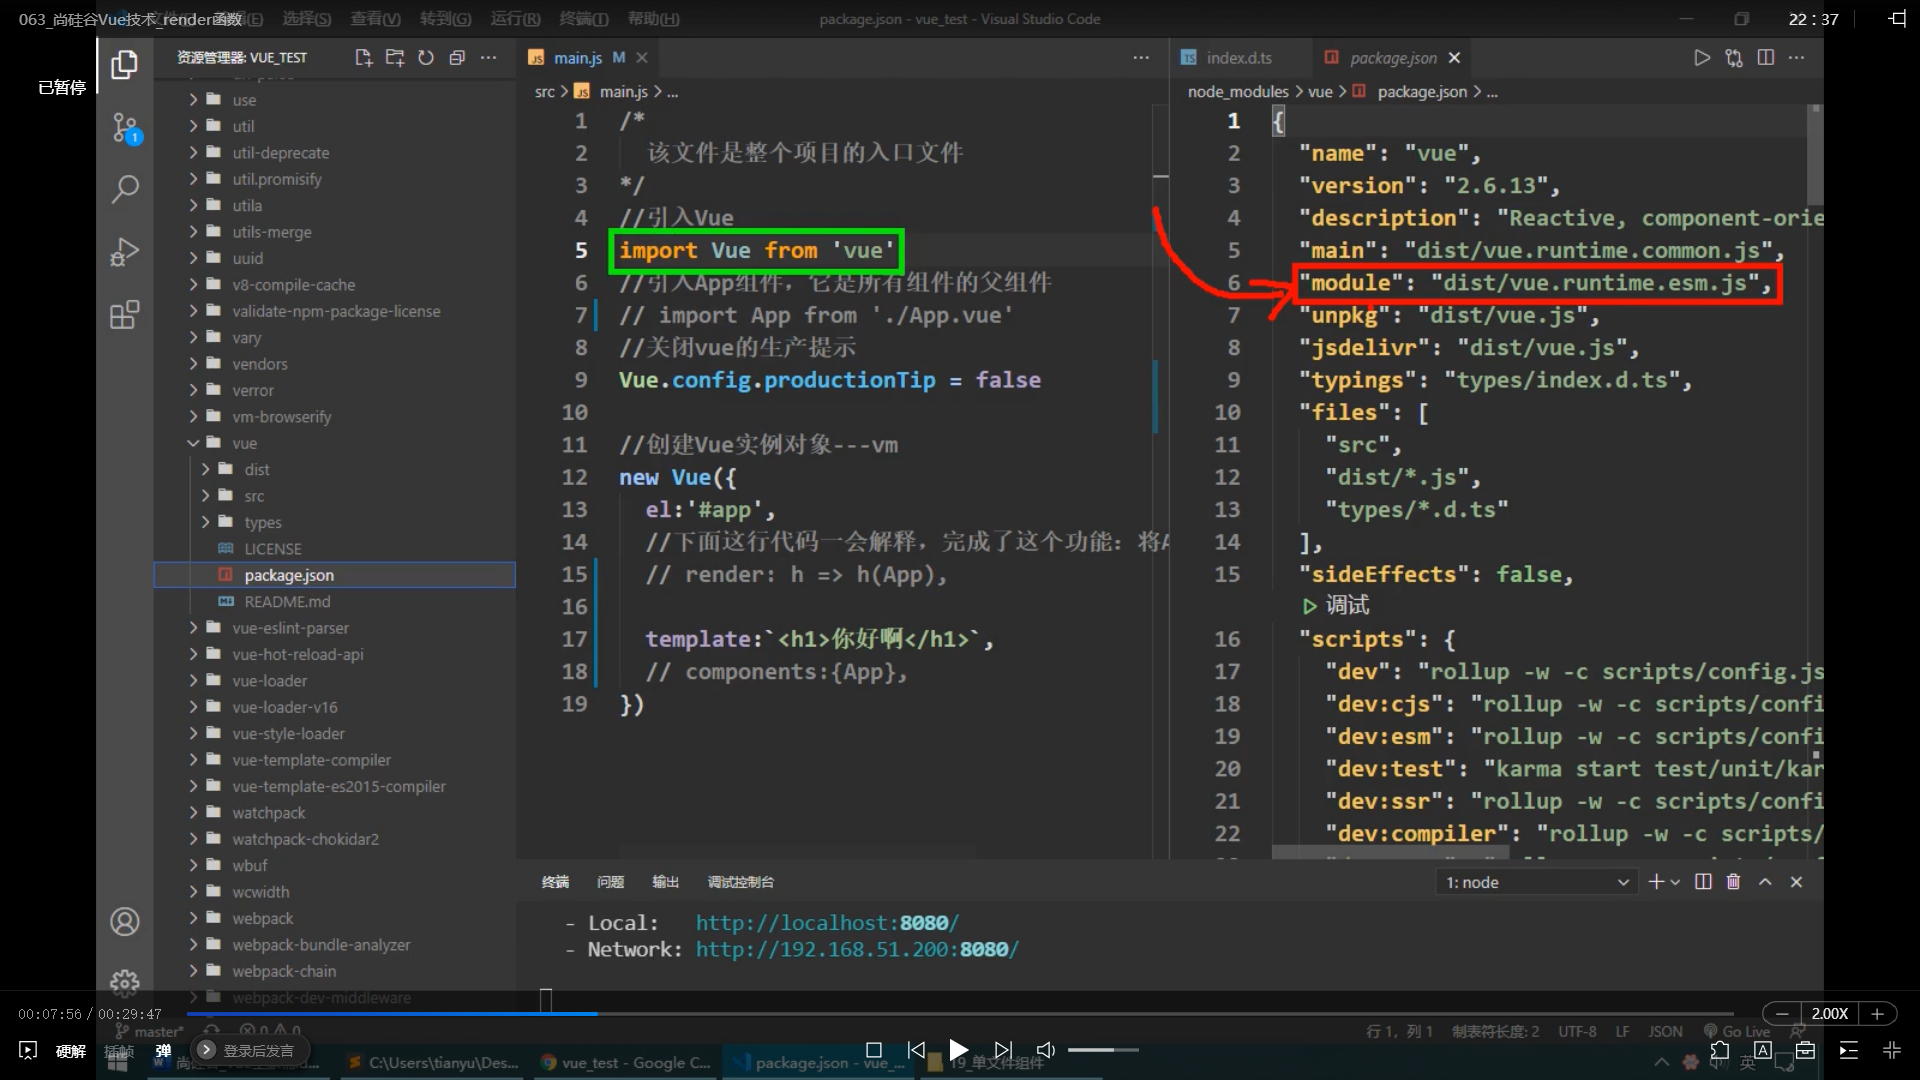 063_尚硅谷Vue技术_render函数
选择(S) 查看(V) 转到(G) 运行(R) 终端(T) 帮助(H)
package.json - vue_test - Visual Studio Code
22:37
已暂停
资源管理器: VUE_TEST
use
util
util-deprecate
util.promisify
utila
utils-merge
uuid
v8-compile-cache
validate-npm-package-license
vary
vendors
verror
vm-browserify
vue
dist
src
types
LICENSE
package.json
README.md
vue-eslint-parser
vue-hot-reload-api
vue-loader
vue-loader-v16
vue-style-loader
vue-template-compiler
vue-template-es2015-compiler
watchpack
watchpack-chokidar2
wbuf
wcwidth
webpack
webpack-bundle-analyzer
webpack-chain
webpack-dev-middleware
JS main.js M
src > JS main.js > ...
1 /*
2 该文件是整个项目的入口文件
3 */
4 //引入Vue
5 import Vue from 'vue'
6 //引入App组件，它是所有组件的父组件
7 // import App from './App.vue'
8 //关闭vue的生产提示
9 Vue.config.productionTip = false
10
11 //创建Vue实例对象---vm
12 new Vue({
13 el:'#app',
14 //下面这行代码一会解释，完成了这个功能：将A
15 // render: h => h(App),
16
17 template:`<h1>你好啊</h1>`,
18 // components:{App},
19 })
TS index.d.ts
package.json
node_modules > vue > package.json > ...
1 {
2 "name": "vue",
3 "version": "2.6.13",
4 "description": "Reactive, component-orie
5 "main": "dist/vue.runtime.common.js",
6 "module": "dist/vue.runtime.esm.js",
7 "unpkg": "dist/vue.js",
8 "jsdelivr": "dist/vue.js",
9 "typings": "types/index.d.ts",
10 "files": [
11 "src",
12 "dist/*.js",
13 "types/*.d.ts"
14 ],
15 "sideEffects": false,
调试
16 "scripts": {
17 "dev": "rollup -w -c scripts/config.js
18 "dev:cjs": "rollup -w -c scripts/confi
19 "dev:esm": "rollup -w -c scripts/confi
20 "dev:test": "karma start test/unit/kar
21 "dev:ssr": "rollup -w -c scripts/confi
22 "dev:compiler": "rollup -w -c scripts/
终端 问题 输出 调试控制台
1: node
- Local: http://localhost:8080/
- Network: http://192.168.51.200:8080/
00:07:56 / 00:29:47
2.00X
master*
0 0
行 1，列 1 制表符长度: 2 UTF-8 LF JSON Go Live
硬解 插帧 弹 登录后发言
C:\Users\tianyu\Des...
vue_test - Google C...
package.json - vue_...
19_单文件组件
英